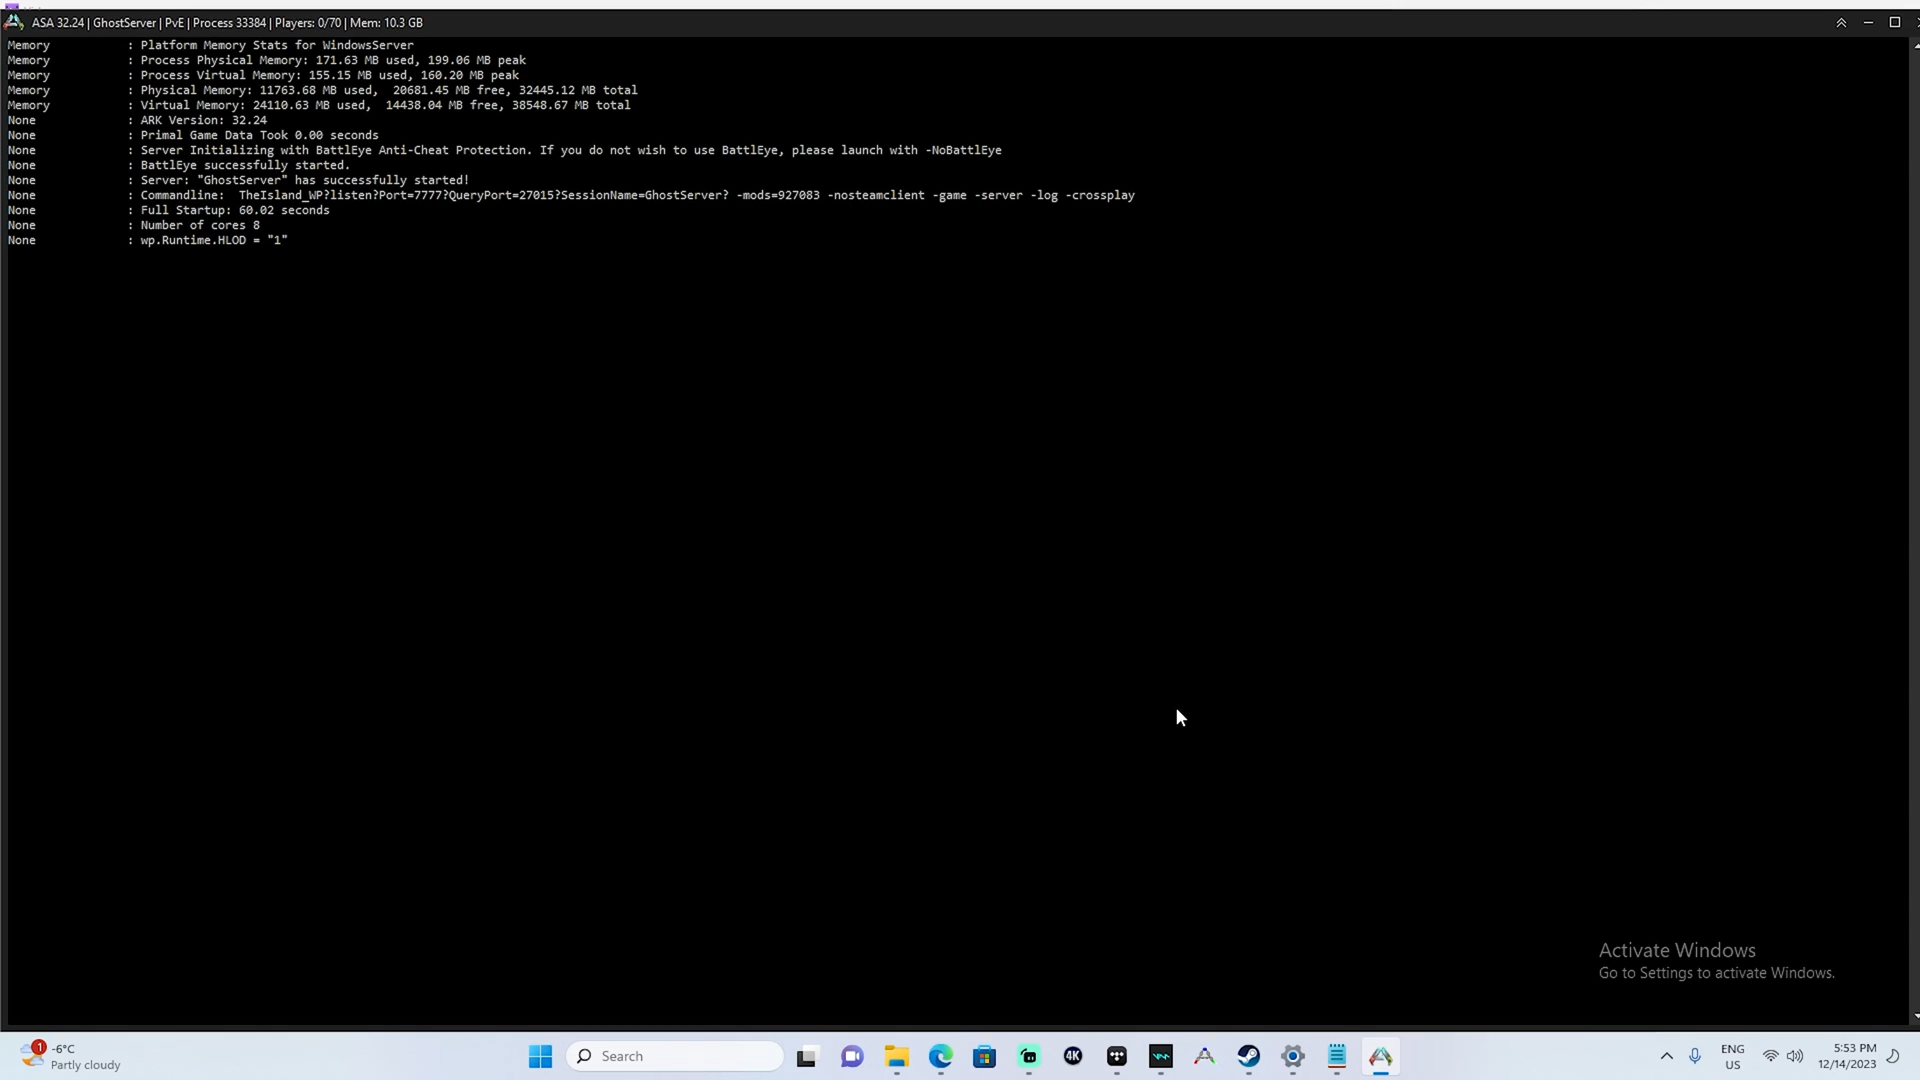 ASA 32.24 | GhostServer | PvE | Process 33384 | Players: 0/70 | Mem: 10.3 GB
Memory : Platform Memory Stats for WindowsServer
Memory : Process Physical Memory: 171.63 MB used, 199.06 MB peak
Memory : Process Virtual Memory: 155.15 MB used, 160.20 MB peak
Memory : Physical Memory: 11763.68 MB used,  20681.45 MB free, 32445.12 MB total
Memory : Virtual Memory: 24110.63 MB used,  14438.04 MB free, 38548.67 MB total
None : ARK Version: 32.24
None : Primal Game Data Took 0.00 seconds
None : Server Initializing with BattlEye Anti-Cheat Protection. If you do not wish to use BattlEye, please launch with -NoBattlEye
None : BattlEye successfully started.
None : Server: "GhostServer" has successfully started!
None : Commandline:  TheIsland_WP?listen?Port=7777?QueryPort=27015?SessionName=GhostServer? -mods=927083 -nosteamclient -game -server -log -crossplay
None : Full Startup: 60.02 seconds
None : Number of cores 8
None : wp.Runtime.HLOD = "1"
Activate Windows
Go to Settings to activate Windows.
1
-6°C
Partly cloudy
Search
4K
ENG
US
5:53 PM
12/14/2023